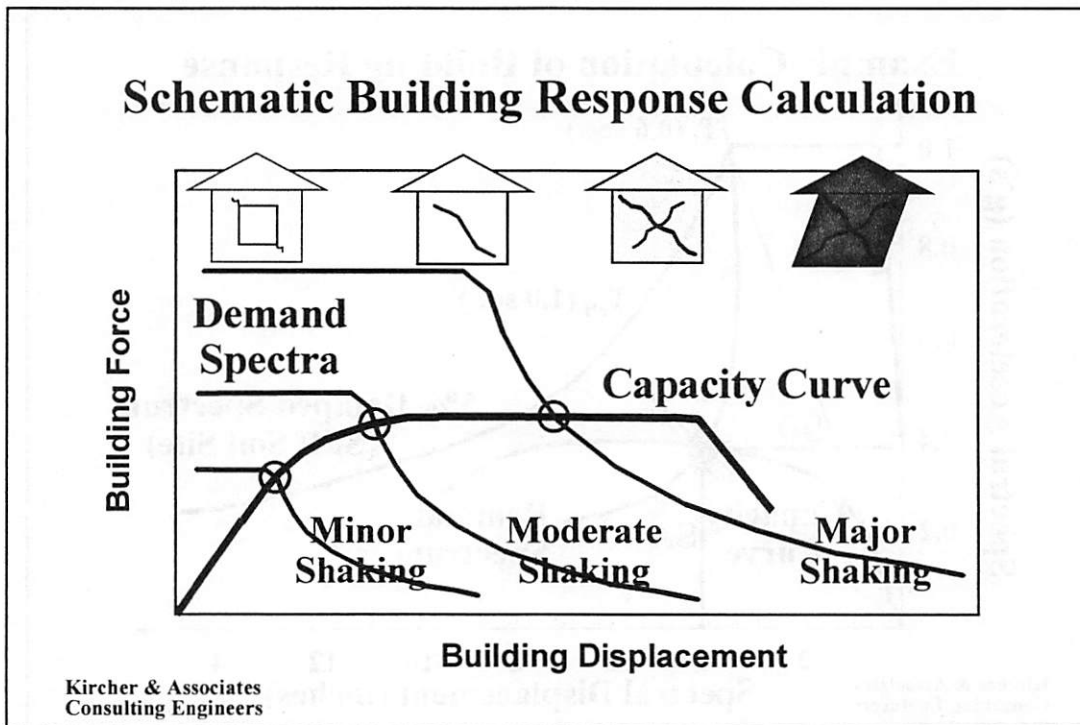 Schematic Building Response Calculation
Demand
Spectra
Capacity Curve
Building Force
Minor
Shaking
Moderate
Shaking
Major
Shaking
Building Displacement
Kircher & Associates
Consulting Engineers